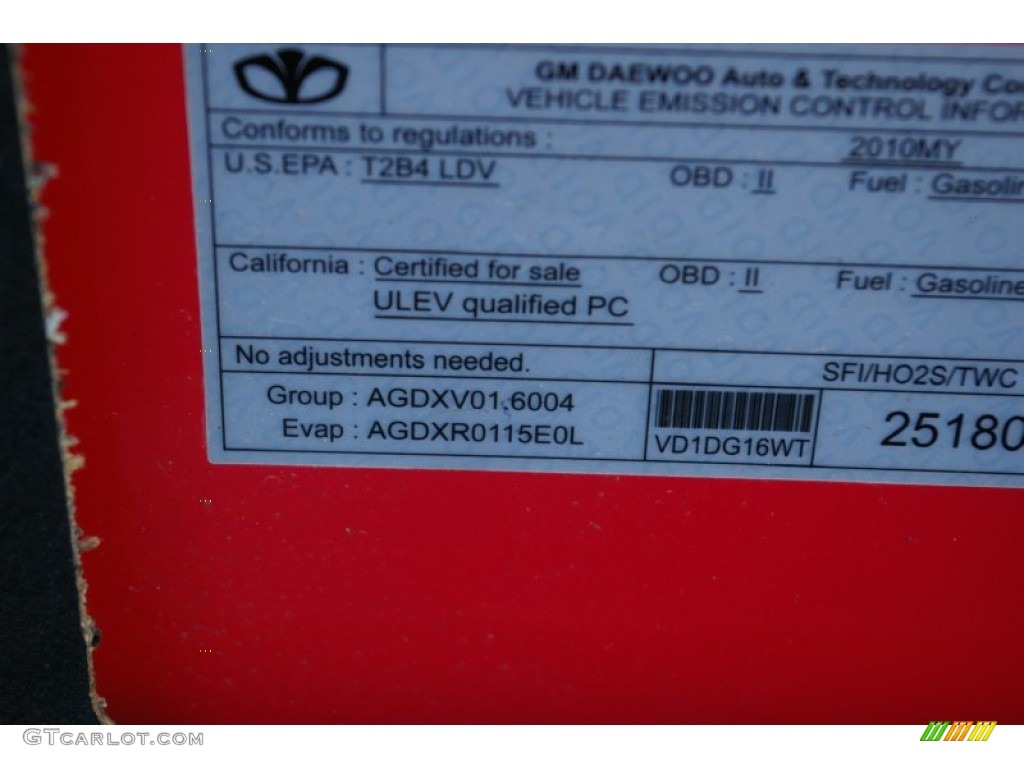 GM DAEWOO Auto & Technology Co
VEHICLE EMISSION CONTROL INFOR
Conforms to regulations : 2010MY
U.S.EPA : T2B4 LDV OBD : II Fuel : Gasolin
California : Certified for sale OBD : II Fuel : Gasoline
ULEV qualified PC
No adjustments needed. SFI/HO2S/TWC
Group : AGDXV01.6004
Evap : AGDXR0115E0L
VD1DG16WT
25180
GTcarlot.com